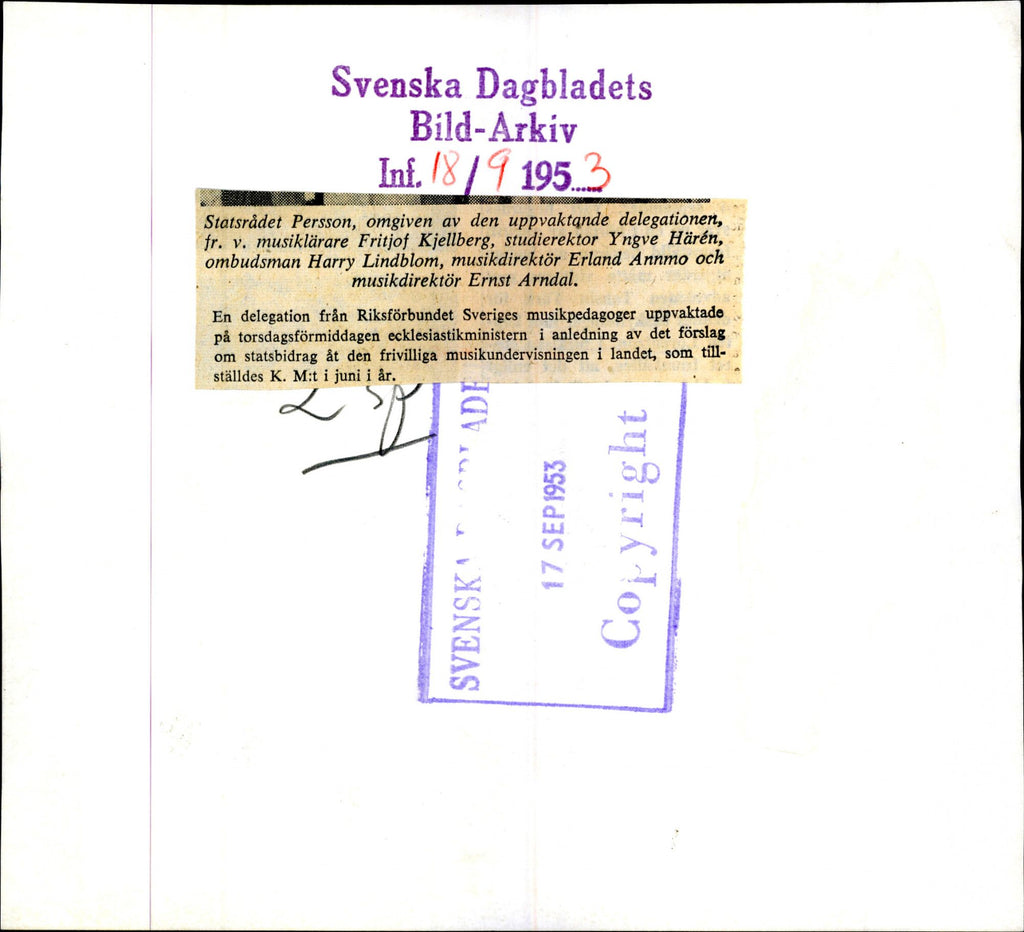 Svenska Dagbladets
Bild-Arkiv
Inf. 18/9 195.....3
Statsrådet Persson, omgiven av den uppvaktande delegationen,
fr. v. musiklärare Fritjof Kjellberg, studierektor Yngve Härén,
ombudsman Harry Lindblom, musikdirektör Erland Annmo och
musikdirektör Ernst Arndal.
En delegation från Riksförbundet Sveriges musikpedagoger uppvaktade
på torsdagsförmiddagen ecklesiastikministern i anledning av det förslag
om statsbidrag åt den frivilliga musikundervisningen i landet, som till-
ställdes K. M:t i juni i år.
2 sp
17 SEP 1953
Copyright